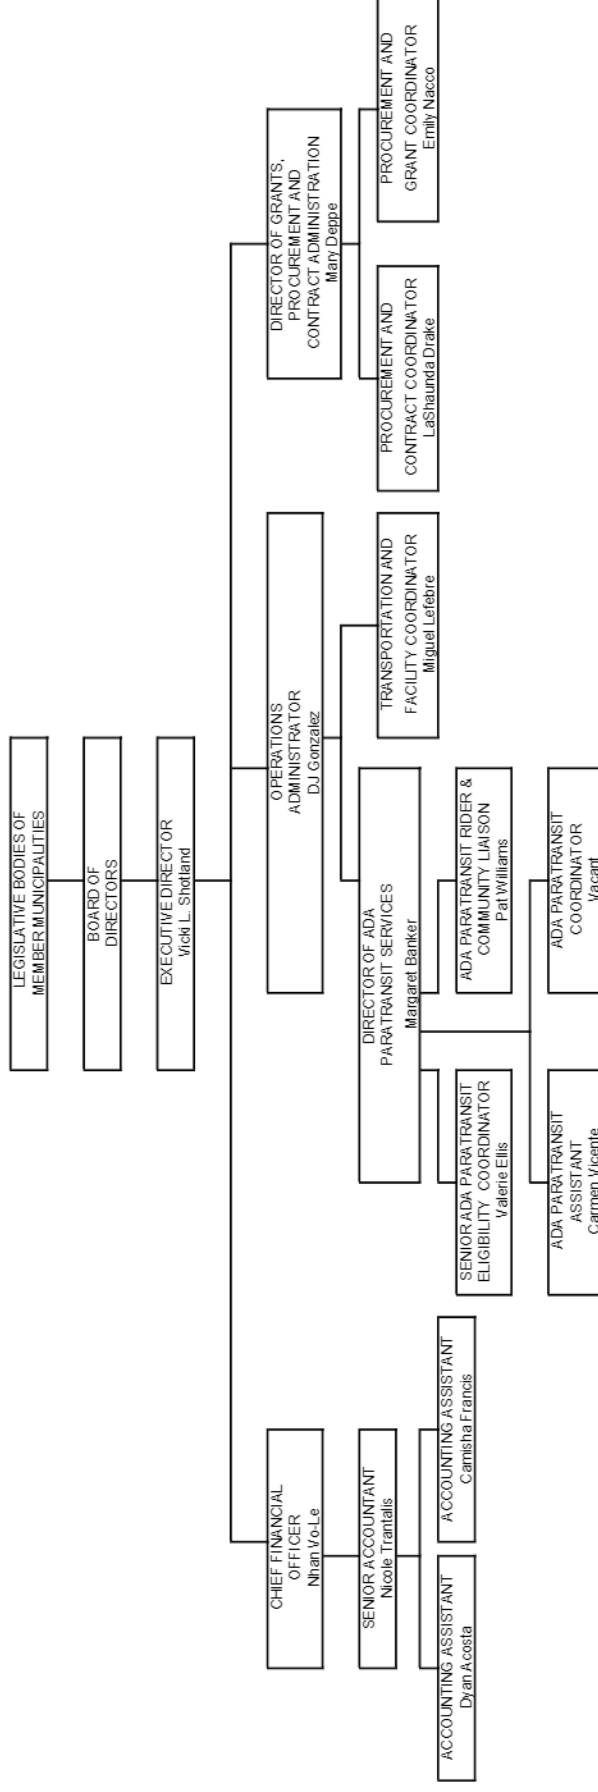 LEGISLATIVE BODIES OF
MEMBER MUNICIPALITIES
BOARD OF
DIRECTORS
EXECUTIVE DIRECTOR
Vicki L. Shotland
CHIEF FINANCIAL
OFFICER
Nhan Vo-Le
OPERATIONS
ADMINISTRATOR
DJ Gonzalez
DIRECTOR OF GRANTS,
PROCUREMENT AND
CONTRACT ADMINISTRATION
Mary Deppe
SENIOR ACCOUNTANT
Nicole Trantalis
DIRECTOR OF ADA
PARATRANSIT SERVICES
Margaret Banker
TRANSPORTATION AND
FACILITY COORDINATOR
Miguel Lefebre
PROCUREMENT AND
CONTRACT COORDINATOR
LaShaunda Drake
PROCUREMENT AND
GRANT COORDINATOR
Emily Nacco
ACCOUNTING ASSISTANT
Dyan Acosta
ACCOUNTING ASSISTANT
Camisha Francis
SENIOR ADA PARATRANSIT
ELIGIBILITY COORDINATOR
Valerie Ellis
ADA PARATRANSIT RIDER &
COMMUNITY LIAISON
Pat Williams
ADA PARATRANSIT
ASSISTANT
Carmen Vicente
ADA PARATRANSIT
COORDINATOR
Vacant